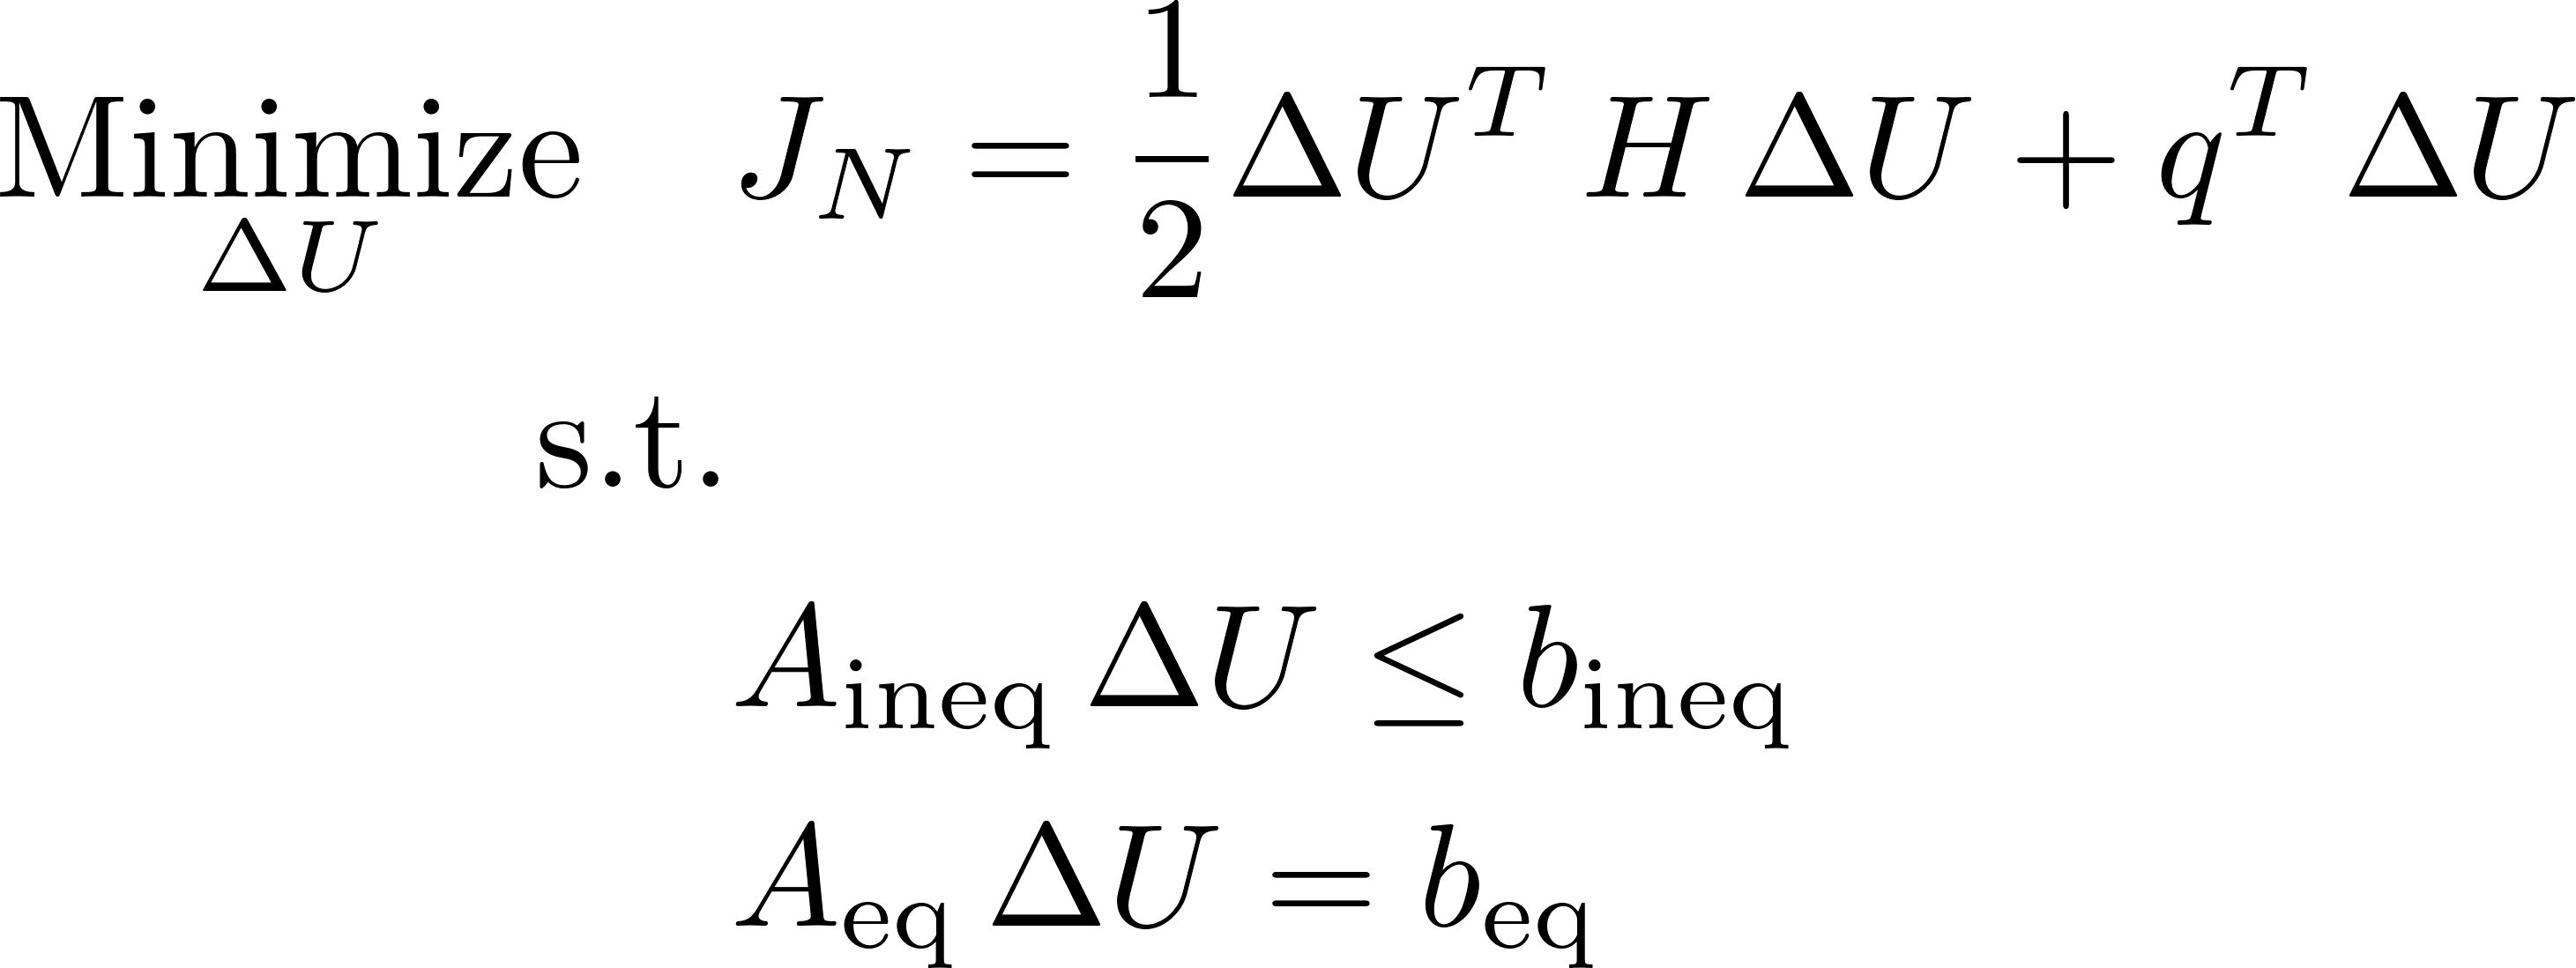 Minimize J_N = 1/2 ΔU^T H ΔU + q^T ΔU
ΔU
s.t.
A_ineq ΔU ≤ b_ineq
A_eq ΔU = b_eq